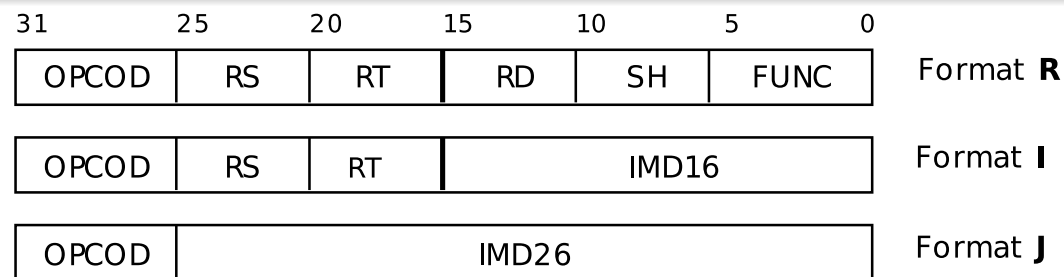 31 25 20 15 10 5 0
OPCOD RS RT RD SH FUNC Format R
OPCOD RS RT IMD16 Format I
OPCOD IMD26 Format J